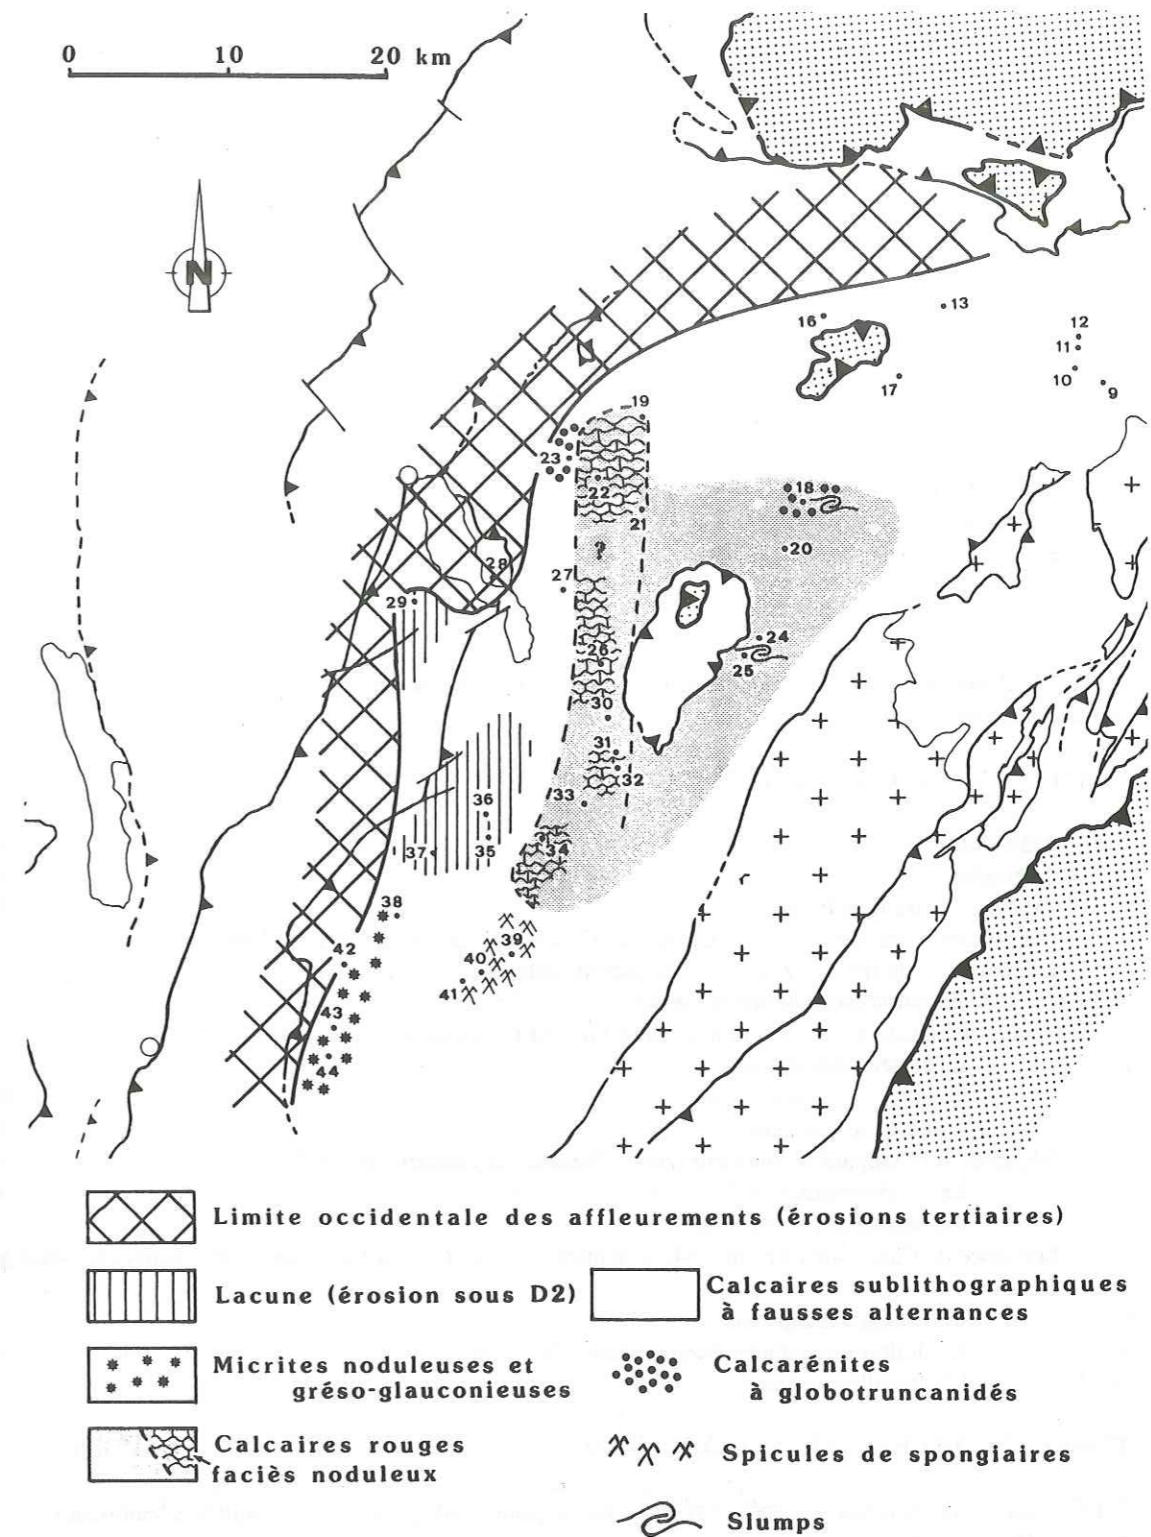 0 10 20 km
N
13
16
12
11
10
9
17
19
23
22
18
21
?
20
27
28
29
24
26
25
30
31
32
33
36
34
37
35
38
39
42
40
41
43
44
Limite occidentale des affleurements (érosions tertiaires)
Lacune (érosion sous D2)
Calcaires sublithographiques
à fausses alternances
Micrites noduleuses et
gréso-glauconieuses
Calcarénites
à globotruncanidés
Calcaires rouges
faciès noduleux
Spicules de spongiaires
Slumps